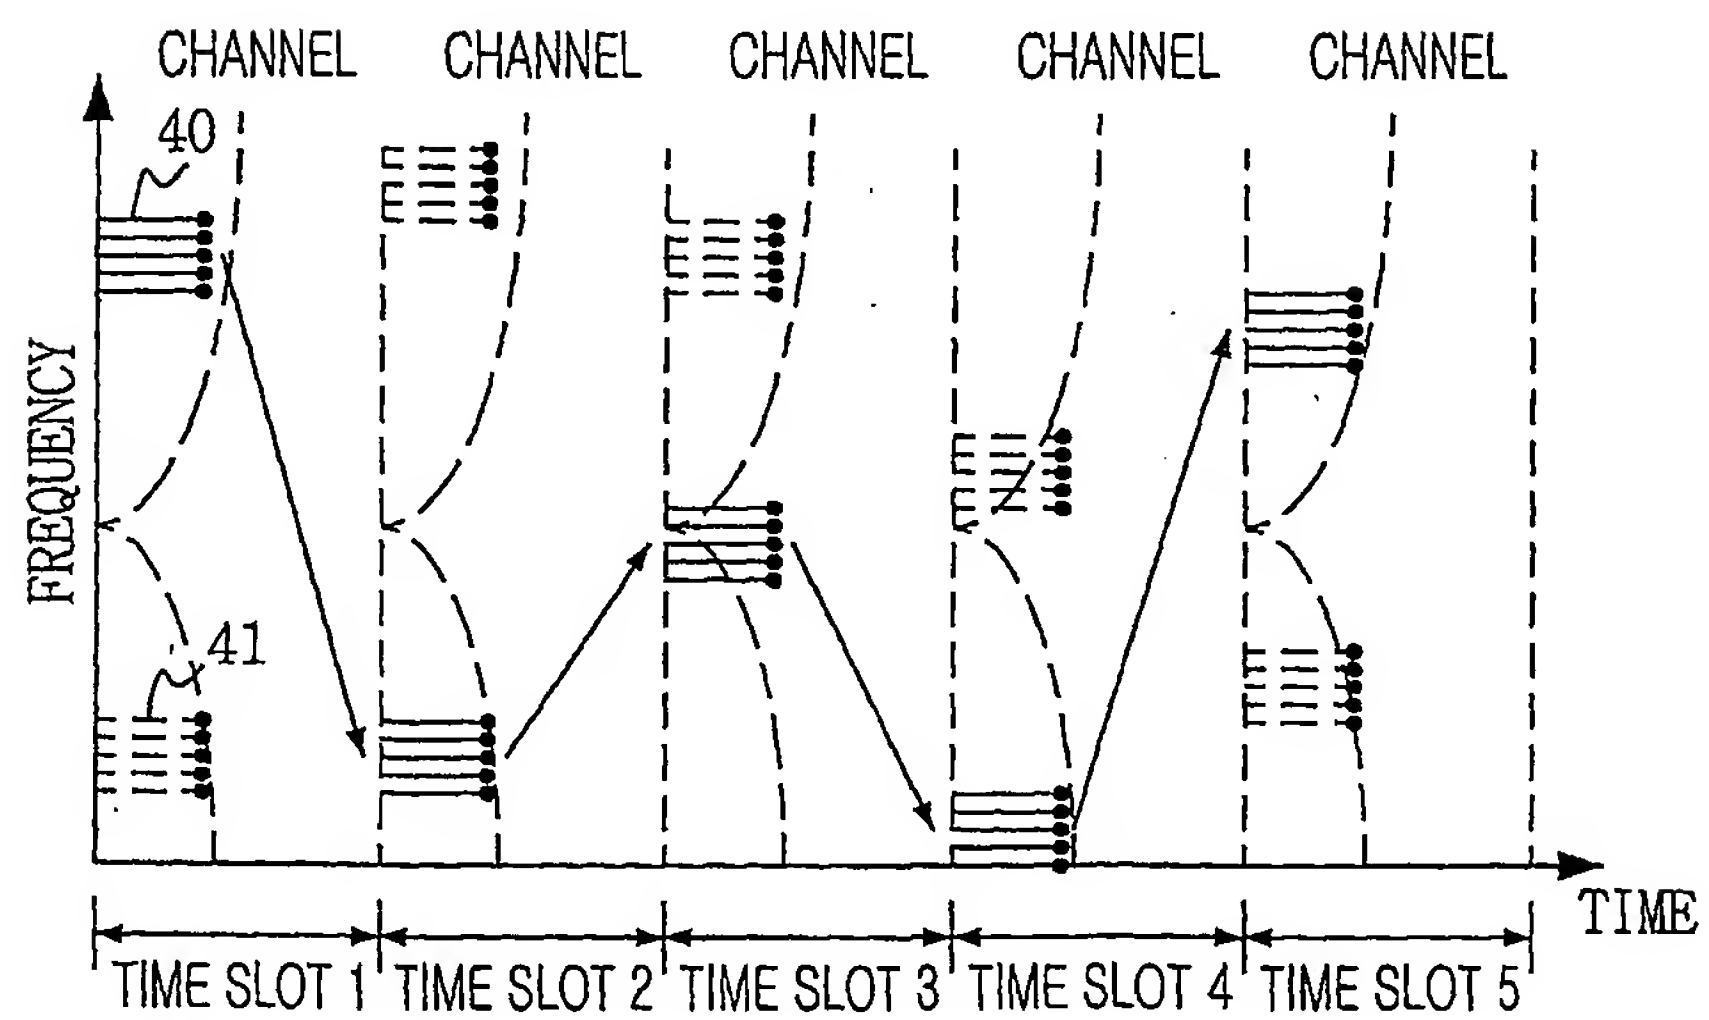 CHANNEL CHANNEL CHANNEL CHANNEL CHANNEL
40
FREQUENCY
41
TIME
TIME SLOT 1 TIME SLOT 2 TIME SLOT 3 TIME SLOT 4 TIME SLOT 5